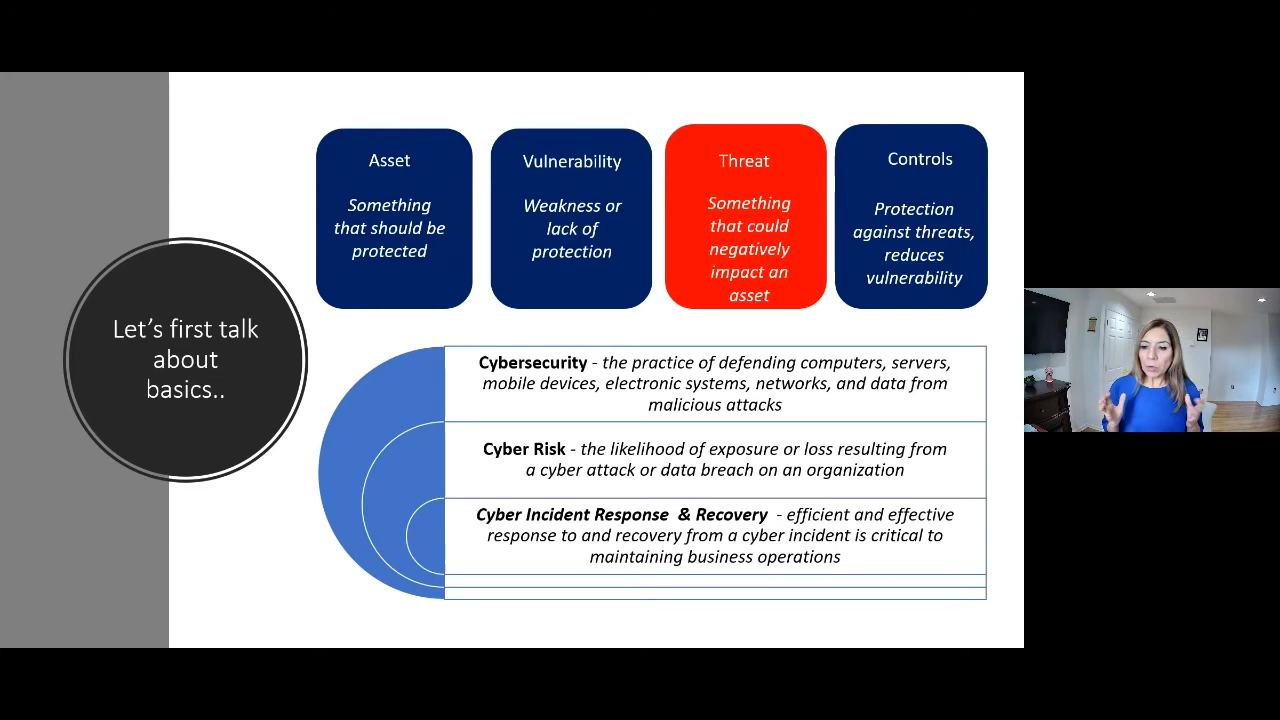 Let’s first talk
about
basics..
Asset
Something
that should be
protected
Vulnerability
Weakness or
lack of
protection
Threat
Something
that could
negatively
impact an
asset
Controls
Protection
against threats,
reduces
vulnerability
Cybersecurity - the practice of defending computers, servers,
mobile devices, electronic systems, networks, and data from
malicious attacks
Cyber Risk - the likelihood of exposure or loss resulting from
a cyber attack or data breach on an organization
Cyber Incident Response & Recovery - efficient and effective
response to and recovery from a cyber incident is critical to
maintaining business operations